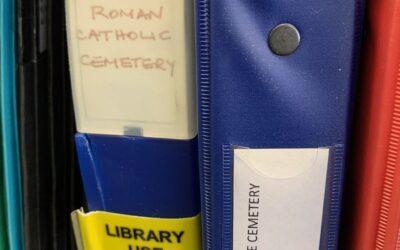 ROMAN
CATHOLIC
CEMETERY
LIBRARY
USE
CEMETERY